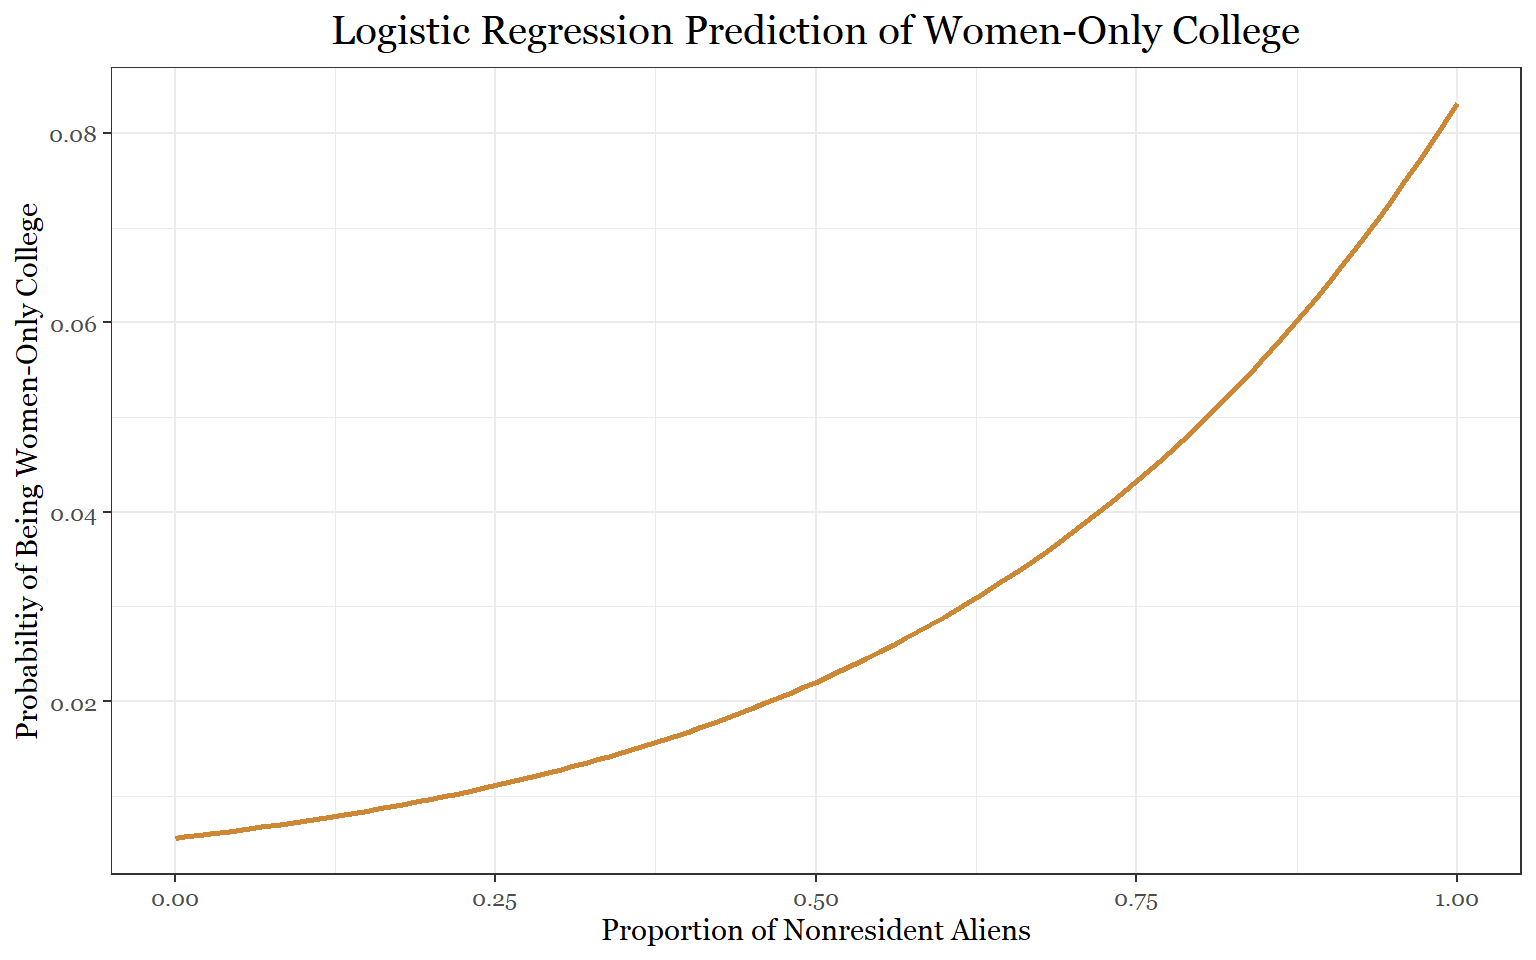 Logistic Regression Prediction of Women-Only College
Probabiltiy of Being Women-Only College
0.08
0.06
0.04
0.02
0.00 0.25 0.50 0.75 1.00
Proportion of Nonresident Aliens